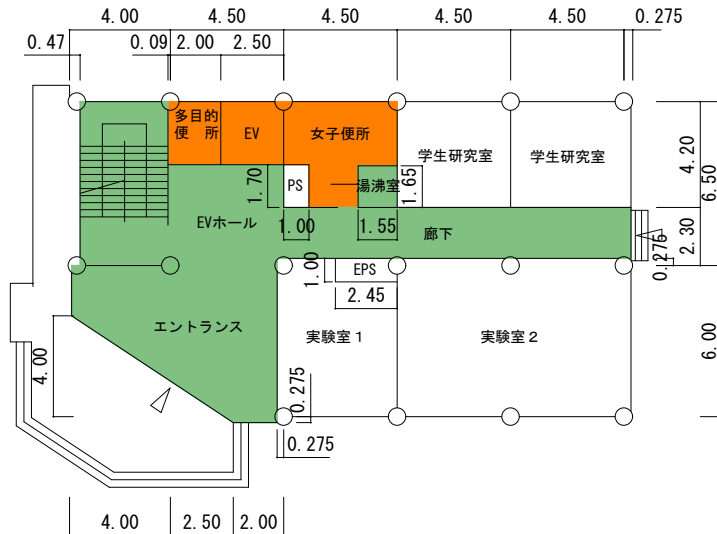 4.00 4.50 4.50 4.50 4.50 0.275
0.47 0.09 2.00 2.50
多目的
便 所
EV
女子便所
学生研究室
学生研究室
4.20
6.50
1.70
PS
湯沸室
1.65
EVホール
1.00
1.55
廊下
2.30
0.275
1.00
EPS
2.45
エントランス
実験室1
実験室2
6.00
4.00
0.275
0.275
4.00 2.50 2.00